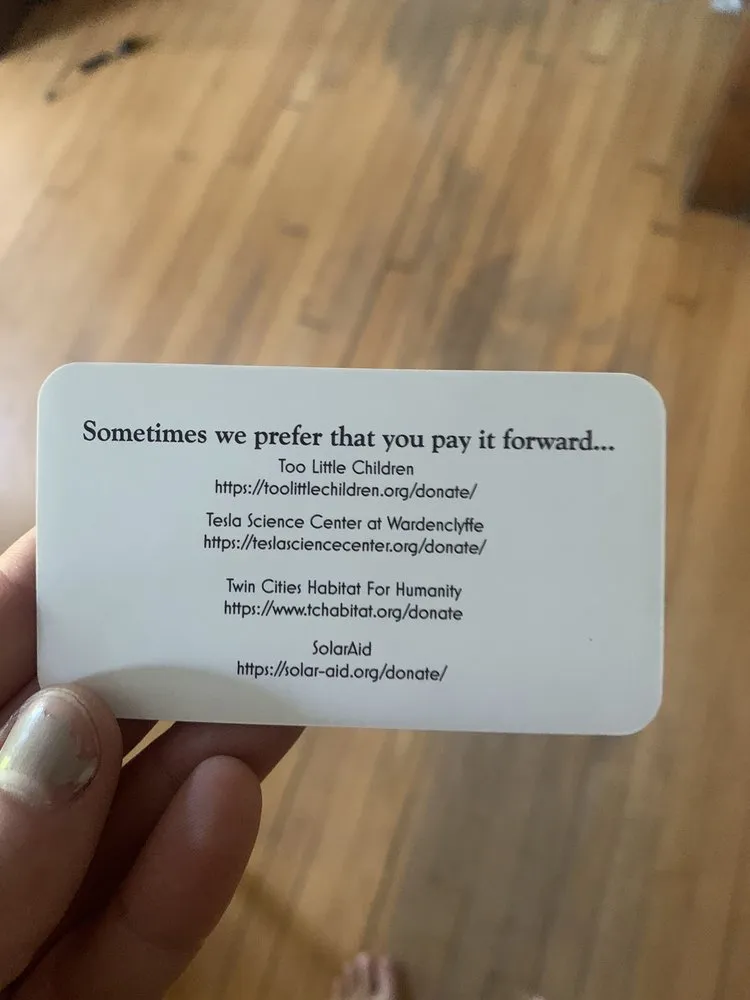 Sometimes we prefer that you pay it forward...
Too Little Children
https://toolittlechildren.org/donate/
Tesla Science Center at Wardenclyffe
https://teslasciencecenter.org/donate/
Twin Cities Habitat For Humanity
https://www.tchabitat.org/donate
SolarAid
https://solar-aid.org/donate/